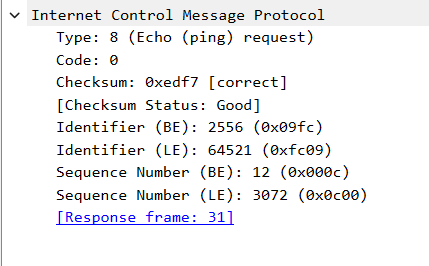 Internet Control Message Protocol
Type: 8 (Echo (ping) request)
Code: 0
Checksum: 0xedf7 [correct]
[Checksum Status: Good]
Identifier (BE): 2556 (0x09fc)
Identifier (LE): 64521 (0xfc09)
Sequence Number (BE): 12 (0x000c)
Sequence Number (LE): 3072 (0x0c00)
[Response frame: 31]